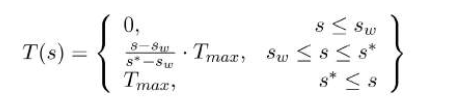 T(s) = { 0, s ≤ s_w
(s−s_w)/(s*−s_w) · T_max, s_w ≤ s ≤ s*
T_max, s* ≤ s }